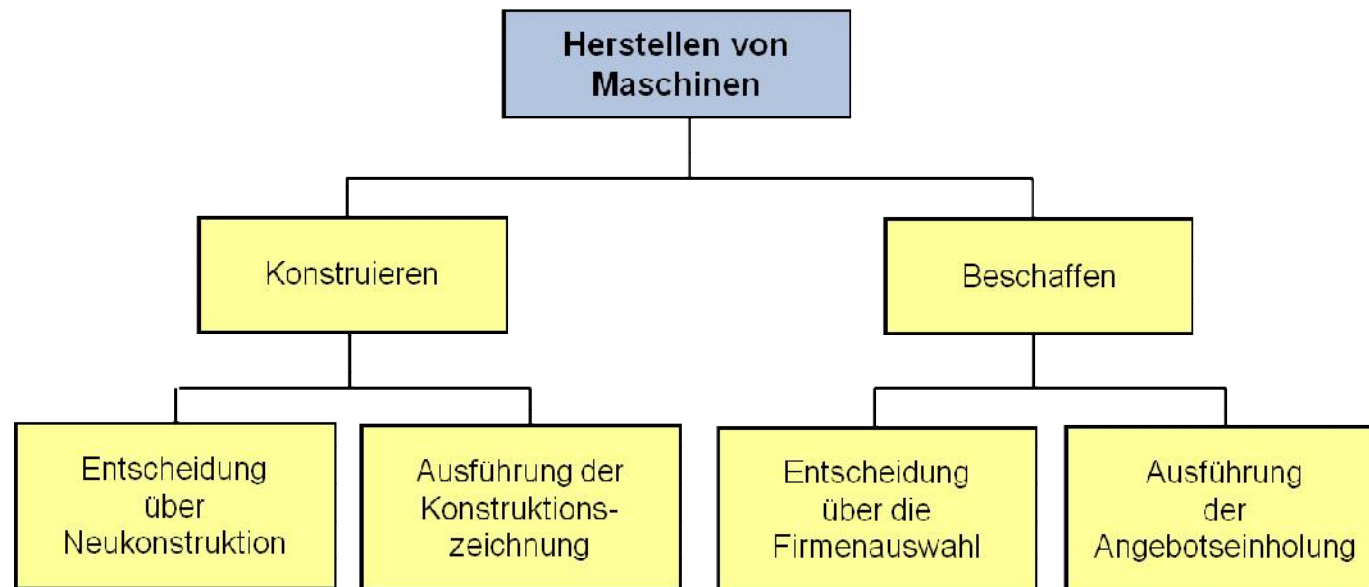 Herstellen von
Maschinen
Konstruieren
Beschaffen
Entscheidung
über
Neukonstruktion
Ausführung der
Konstruktions-
zeichnung
Entscheidung
über die
Firmenauswahl
Ausführung
der
Angebotseinholung